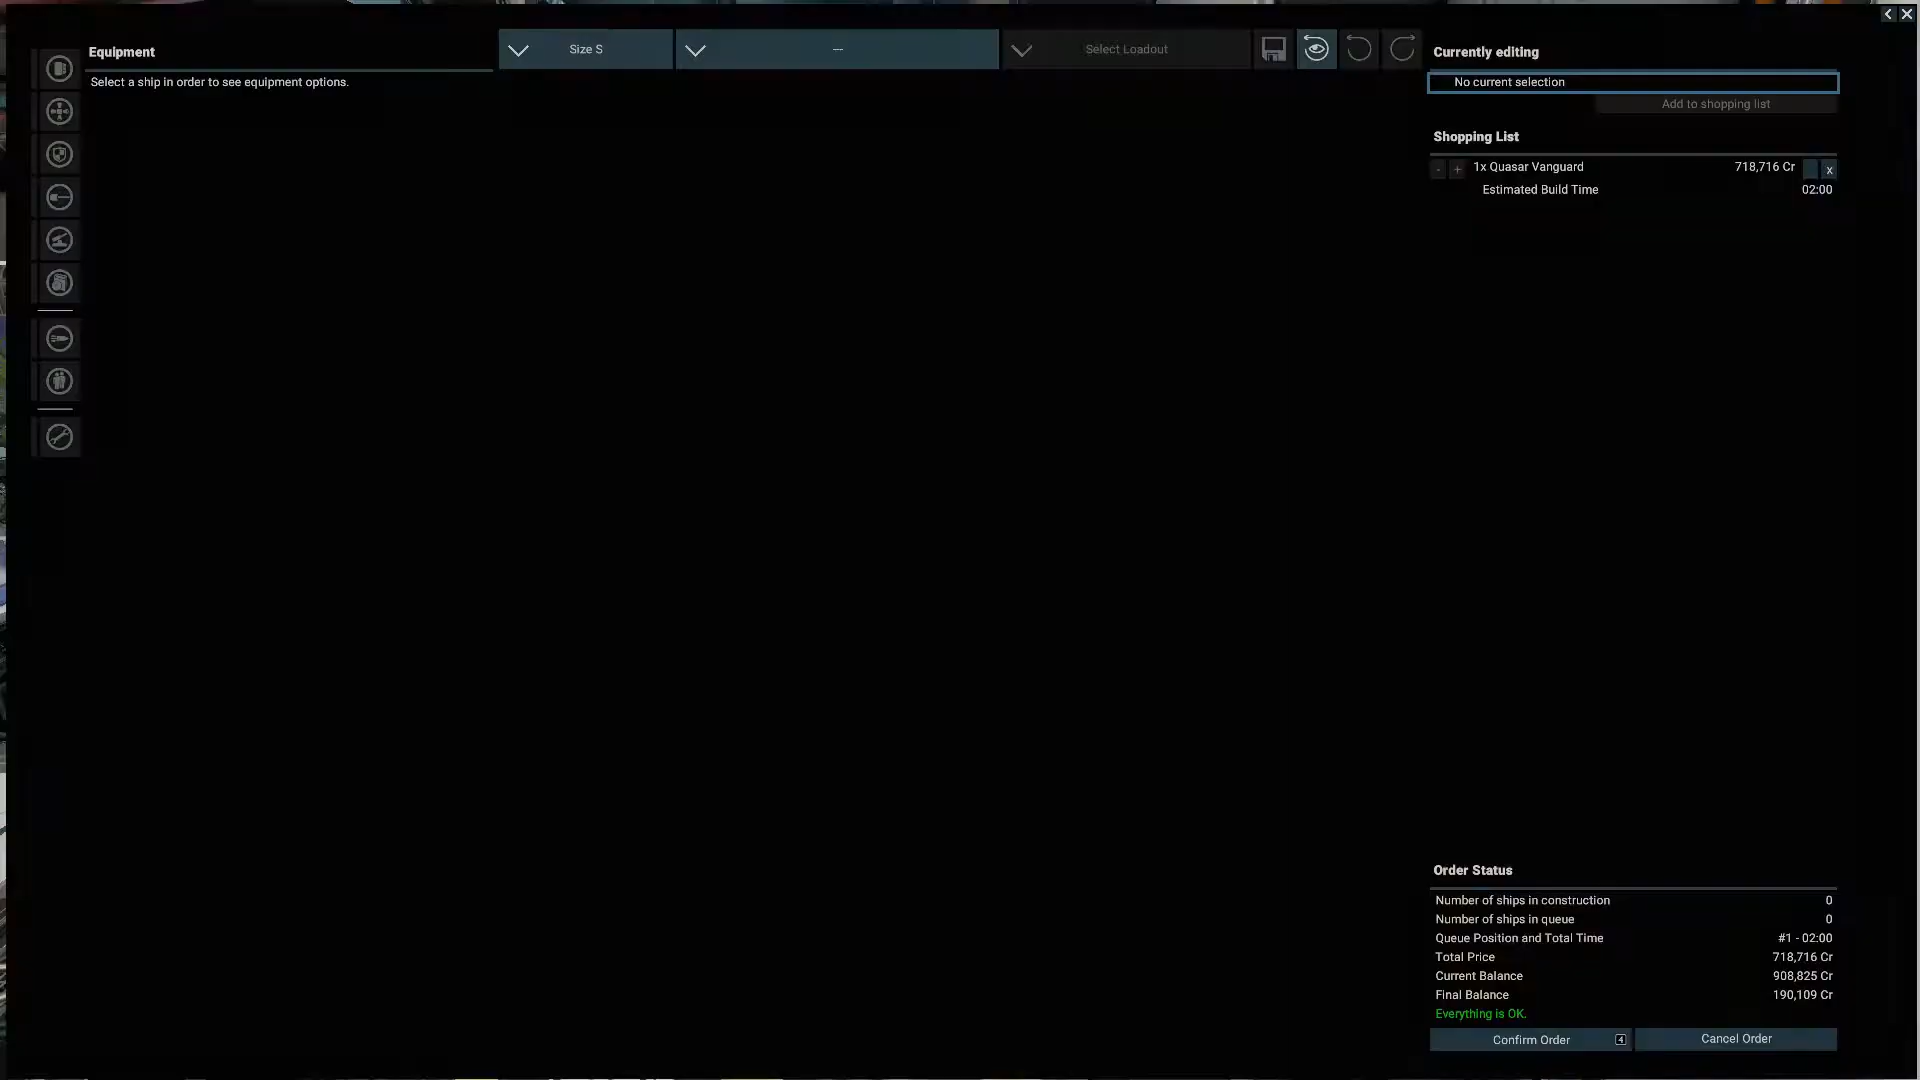 Equipment
Select a ship in order to see equipment options.
Size S
---
Select Loadout
Currently editing
No current selection
Add to shopping list
Shopping List
- + 1x Quasar Vanguard 718,716 Cr x
Estimated Build Time 02:00
Order Status
Number of ships in construction 0
Number of ships in queue 0
Queue Position and Total Time #1 - 02:00
Total Price 718,716 Cr
Current Balance 908,825 Cr
Final Balance 190,109 Cr
Everything is OK.
Confirm Order 4
Cancel Order